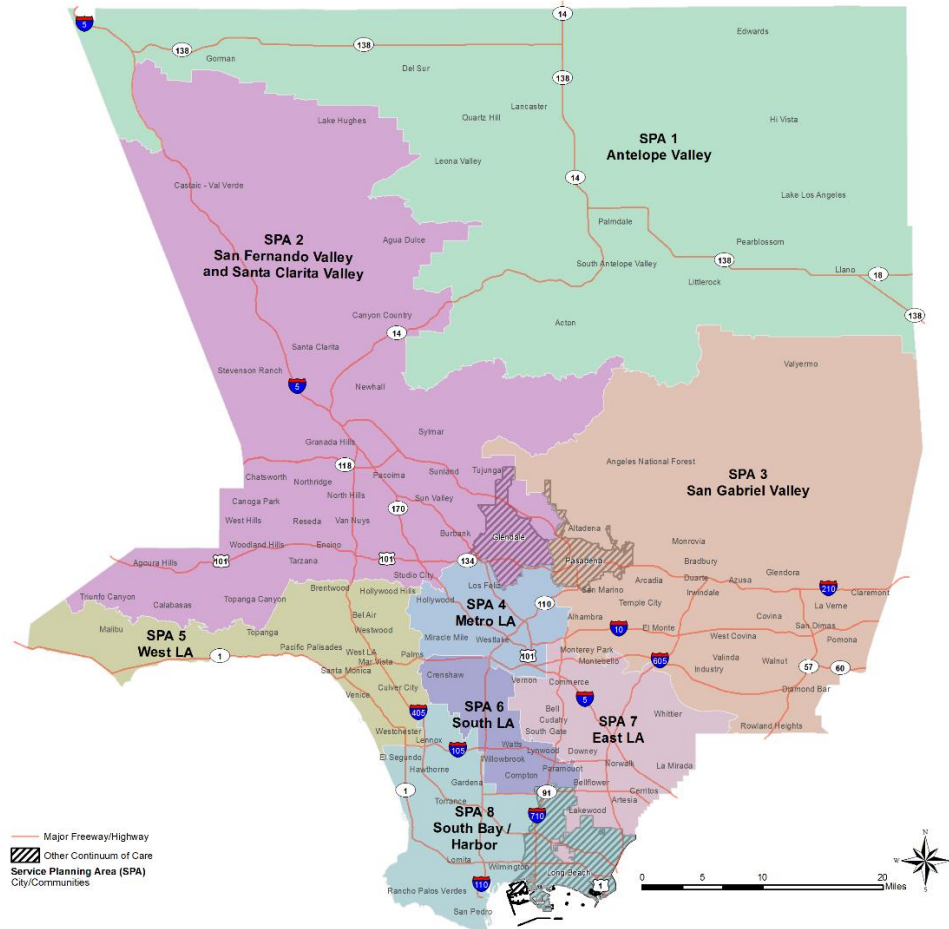 5
14
Edwards
138
138
138
Gorman
Del Sur
Lancaster
Quartz Hill
Lake Hughes
Hi Vista
SPA 1
Antelope Valley
Leona Valley
14
Castaic - Val Verde
Lake Los Angeles
Palmdale
SPA 2
San Fernando Valley
and Santa Clarita Valley
Agua Dulce
Pearblossom
138
South Antelope Valley
Llano
18
Littlerock
138
Canyon Country
Acton
14
Santa Clarita
Valyermo
Stevenson Ranch
5
Newhall
Sylmar
Granada Hills
118
Angeles National Forest
SPA 3
San Gabriel Valley
Chatsworth
Northridge
Pacoima
Sunland
Tujunga
Canoga Park
North Hills
Sun Valley
170
West Hills
Reseda
Van Nuys
Altadena
Burbank
Glendale
Monrovia
Woodland Hills
Encino
101
Tarzana
101
134
Pasadena
Bradbury
Agoura Hills
Studio City
Glendora
Duarte
Azusa
Arcadia
210
Claremont
Triunfo Canyon
Calabasas
Topanga Canyon
Brentwood
Hollywood Hills
Los Feliz
San Marino
Irwindale
La Verne
Hollywood
SPA 4
Metro LA
110
Temple City
Bel Air
Covina
San Dimas
Malibu
SPA 5
West LA
Topanga
Westwood
Alhambra
10
El Monte
West Covina
Pomona
Miracle Mile
Westlake
101
Pacific Palisades
West LA
Palms
Monterey Park
Montebello
605
Valinda
Industry
Walnut
57
60
1
Mar Vista
Santa Monica
Crenshaw
Vernon
Commerce
Diamond Bar
Venice
Culver City
5
405
SPA 6
South LA
Bell
Cudahy
South Gate
SPA 7
East LA
Whittier
Rowland Heights
Westchester
Lennox
105
Watts
Lynwood
Downey
El Segundo
Willowbrook
Norwalk
La Mirada
Hawthorne
Paramount
Gardena
Compton
Bellflower
1
91
Cerritos
Torrance
Artesia
Lakewood
SPA 8
South Bay /
Harbor
710
Lomita
Wilmington
Long Beach
Rancho Palos Verdes
110
1
San Pedro
Major Freeway/Highway
Other Continuum of Care
Service Planning Area (SPA)
City/Communities
N
W
E
S
0 5 10 20
Miles